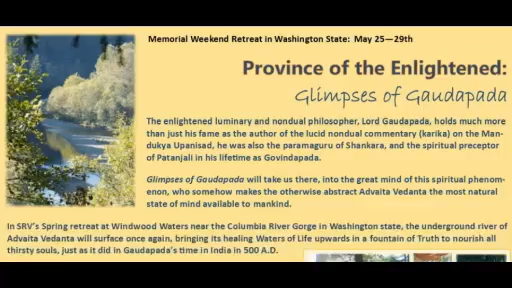 Memorial Weekend Retreat in Washington State: May 25—29th
Province of the Enlightened:
Glimpses of Gaudapada
The enlightened luminary and nondual philosopher, Lord Gaudapada, holds much more
than just his fame as the author of the lucid nondual commentary (karika) on the Man-
dukya Upanisad, he was also the paramaguru of Shankara, and the spiritual preceptor
of Patanjali in his lifetime as Govindapada.
Glimpses of Gaudapada will take us there, into the great mind of this spiritual phenom-
enon, who somehow makes the otherwise abstract Advaita Vedanta the most natural
state of mind available to mankind.
In SRV's Spring retreat at Windwood Waters near the Columbia River Gorge in Washington state, the underground river of
Advaita Vedanta will surface once again, bringing its healing Waters of Life upwards in a fountain of Truth to nourish all
thirsty souls, just as it did in Gaudapada's time in India in 500 A.D.